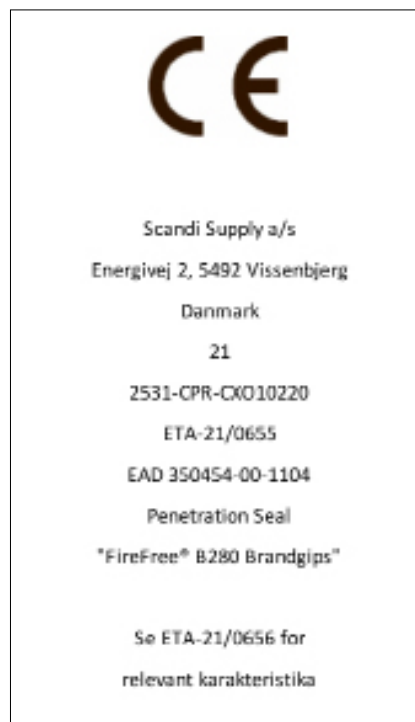 CE
Scandi Supply a/s
Energivej 2, 5492 Vissenbjerg
Danmark
21
2531-CPR-CXO10220
ETA-21/0655
EAD 350454-00-1104
Penetration Seal
"FireFree® B280 Brandgips"
Se ETA-21/0656 for
relevant karakteristika